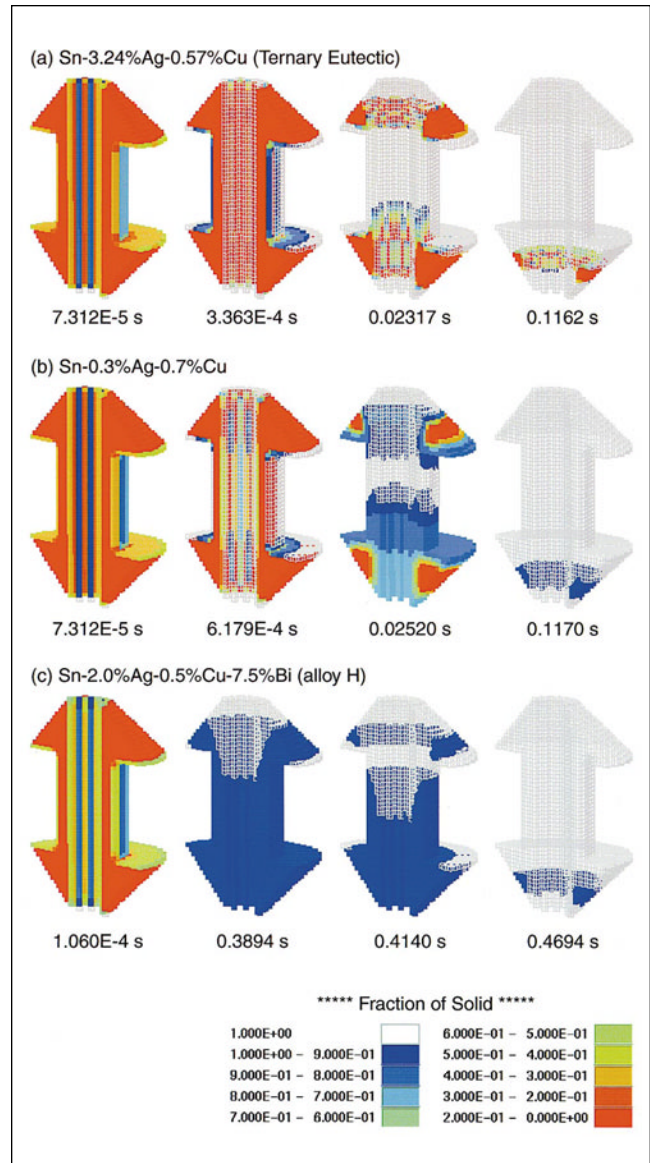 (a) Sn-3.24%Ag-0.57%Cu (Ternary Eutectic)
7.312E-5 s 3.363E-4 s 0.02317 s 0.1162 s
(b) Sn-0.3%Ag-0.7%Cu
7.312E-5 s 6.179E-4 s 0.02520 s 0.1170 s
(c) Sn-2.0%Ag-0.5%Cu-7.5%Bi (alloy H)
1.060E-4 s 0.3894 s 0.4140 s 0.4694 s
***** Fraction of Solid *****
1.000E+00 6.000E-01 - 5.000E-01
1.000E+00 - 9.000E-01 5.000E-01 - 4.000E-01
9.000E-01 - 8.000E-01 4.000E-01 - 3.000E-01
8.000E-01 - 7.000E-01 3.000E-01 - 2.000E-01
7.000E-01 - 6.000E-01 2.000E-01 - 0.000E+00